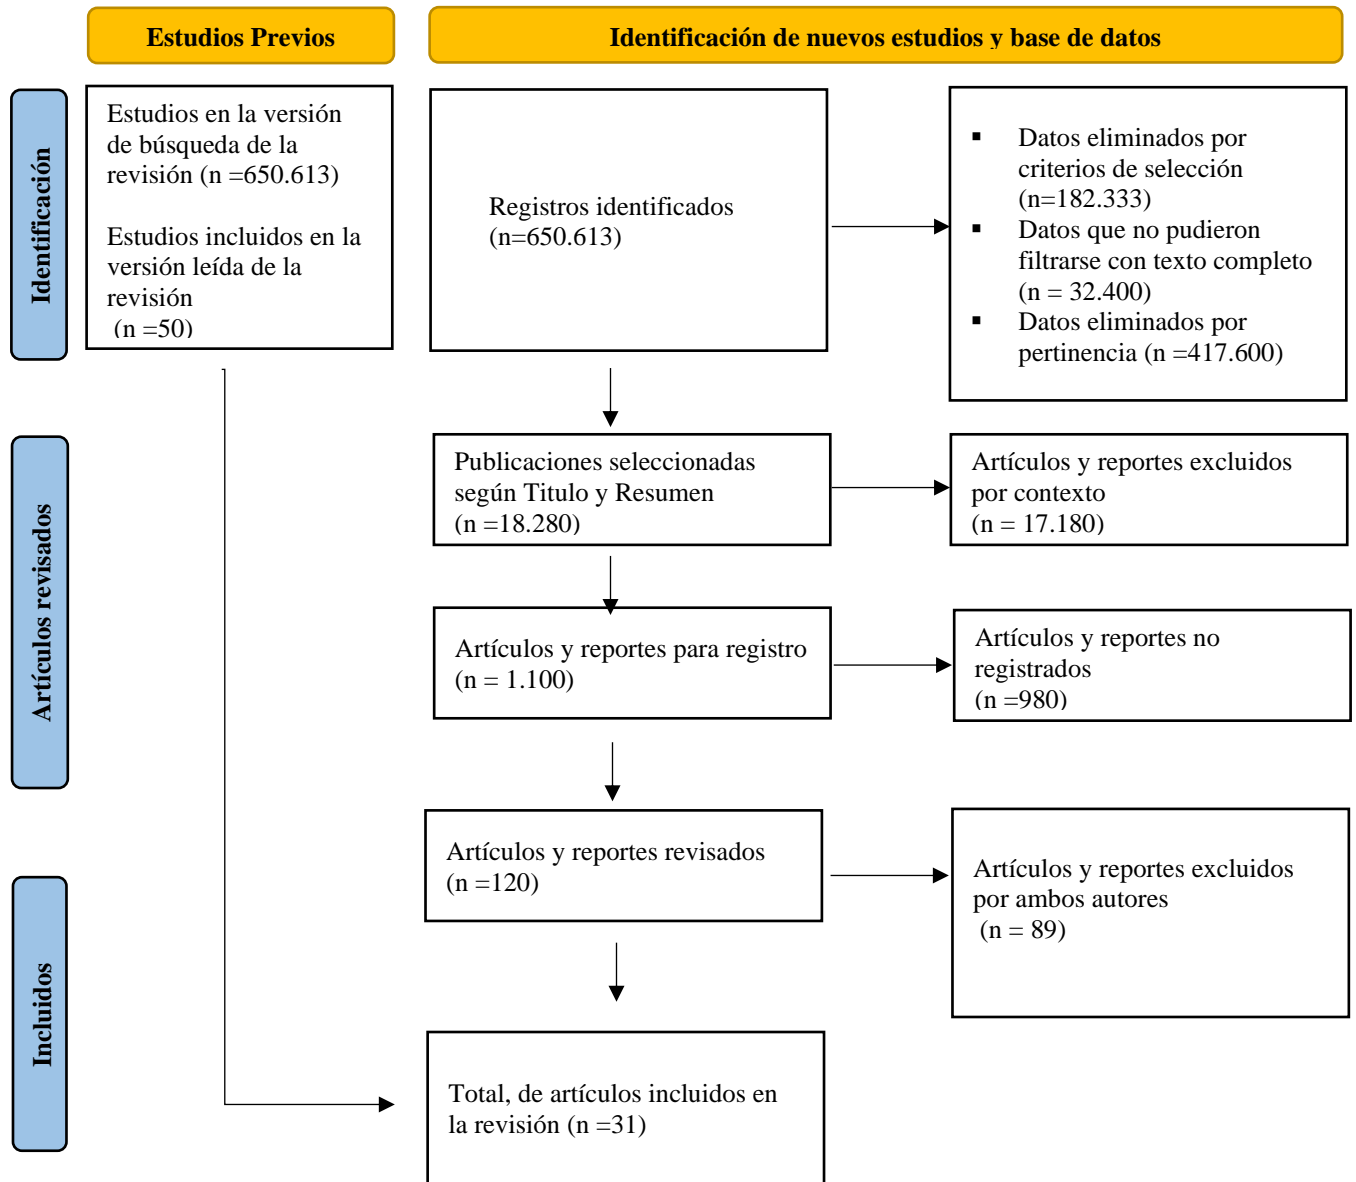 Estudios Previos
Identificación de nuevos estudios y base de datos
Identificación
Estudios en la versión
de búsqueda de la
revisión (n =650.613)
Estudios incluidos en la
versión leída de la
revisión
(n =50)
Registros identificados
(n=650.613)
▪ Datos eliminados por
criterios de selección
(n=182.333)
▪ Datos que no pudieron
filtrarse con texto completo
(n = 32.400)
▪ Datos eliminados por
pertinencia (n =417.600)
Artículos revisados
Publicaciones seleccionadas
según Titulo y Resumen
(n =18.280)
Artículos y reportes excluidos
por contexto
(n = 17.180)
Artículos y reportes para registro
(n = 1.100)
Artículos y reportes no
registrados
(n =980)
Artículos y reportes revisados
(n =120)
Artículos y reportes excluidos
por ambos autores
(n = 89)
Incluidos
Total, de artículos incluidos en
la revisión (n =31)